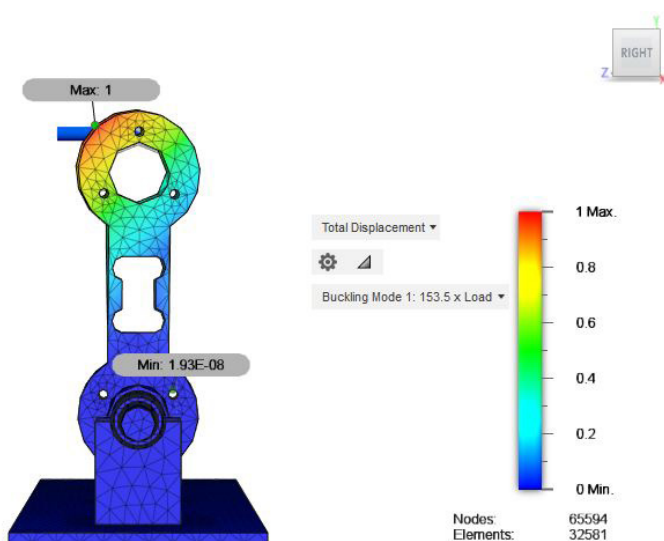 Y
RIGHT
Z
X
Max: 1
Total Displacement
Buckling Mode 1: 153.5 x Load
1 Max.
0.8
0.6
0.4
0.2
0 Min.
Min: 1.93E-08
Nodes: 65594
Elements: 32581